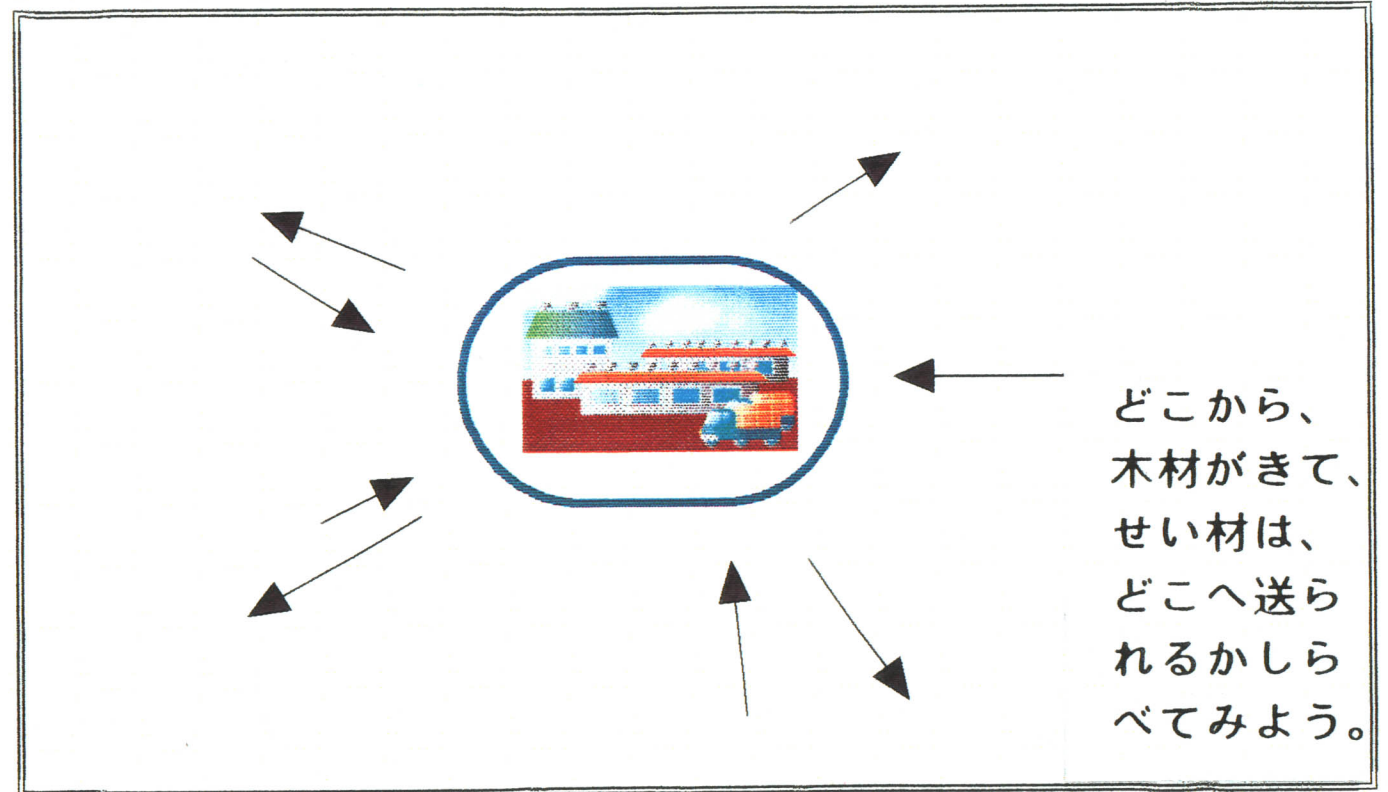 どこから、
木材がきて、
せい材は、
どこへ送ら
れるかしら
べてみよう。